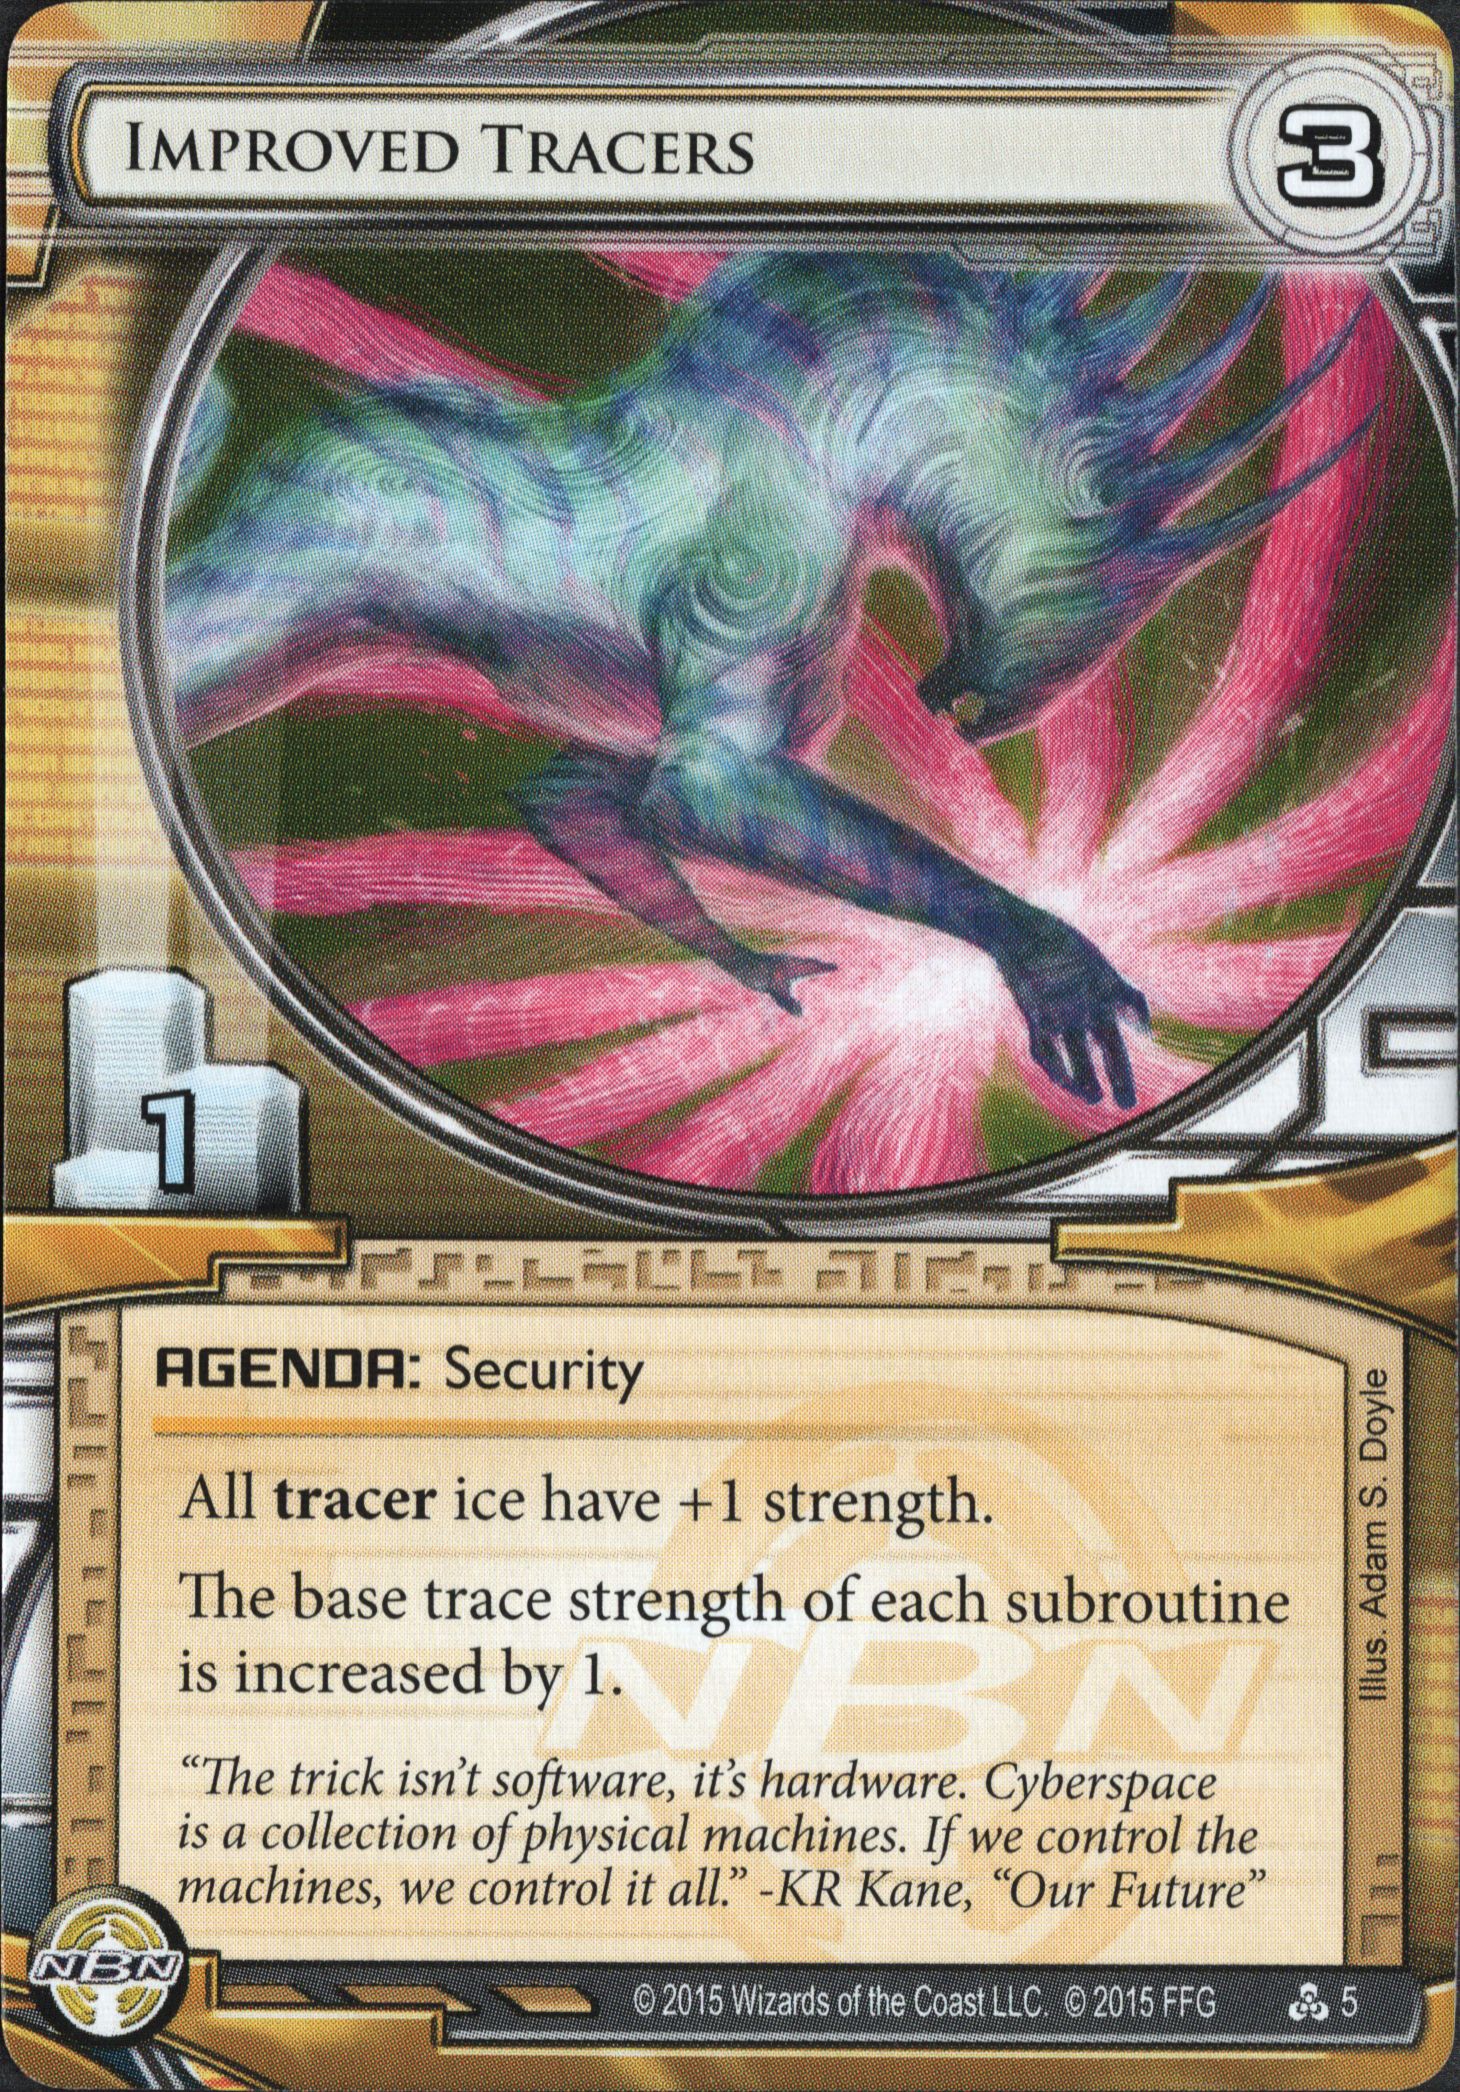 IMPROVED TRACERS
3
1
AGENDA: Security
All tracer ice have +1 strength.
The base trace strength of each subroutine
is increased by 1.
“The trick isn’t software, it’s hardware. Cyberspace
is a collection of physical machines. If we control the
machines, we control it all.” -KR Kane, “Our Future”
Illus. Adam S. Doyle
NBN
NBN
© 2015 Wizards of the Coast LLC. © 2015 FFG
5